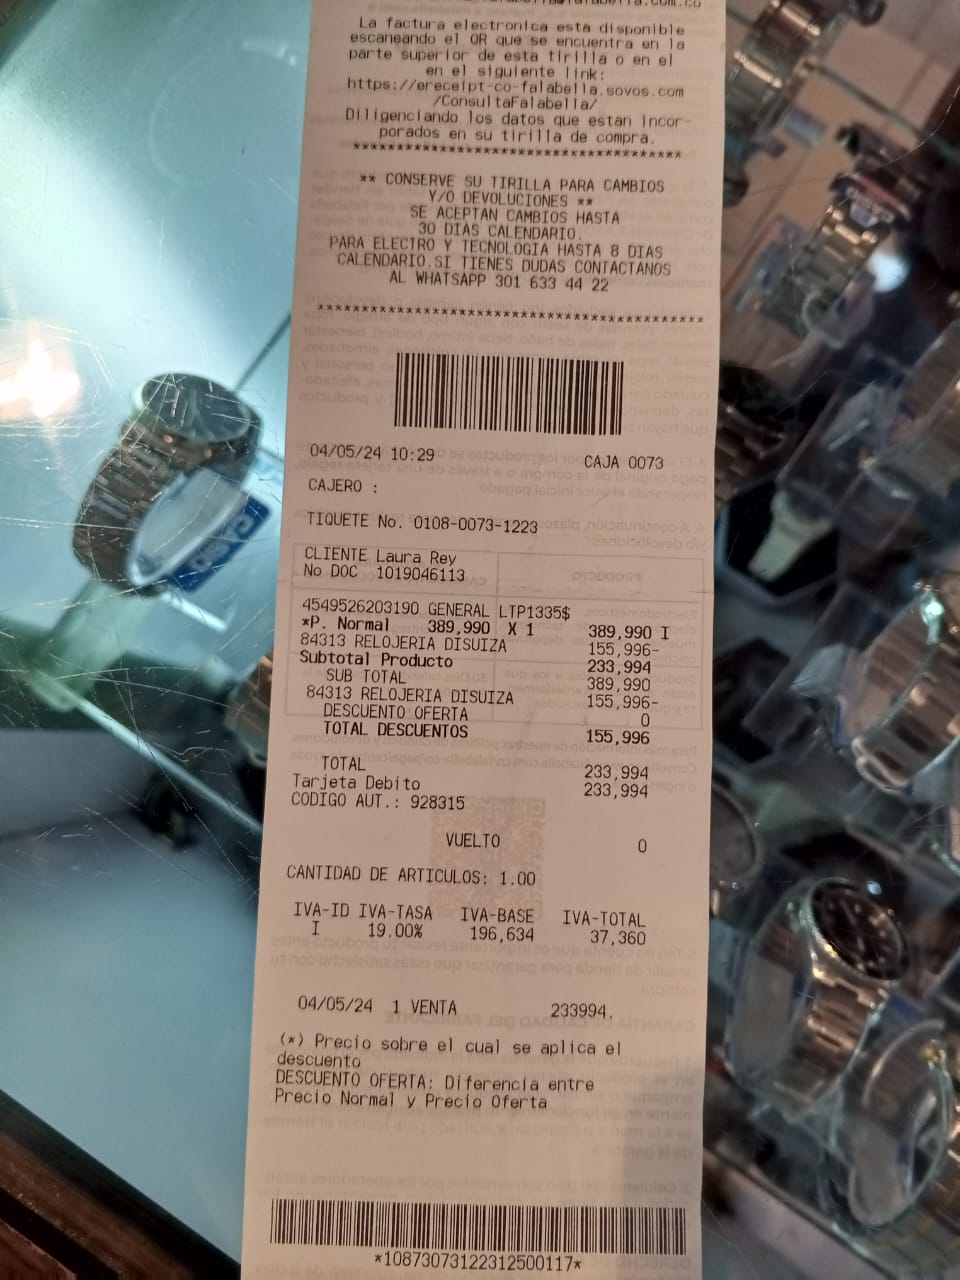 La factura electronica esta disponible
escaneando el QR que se encuentra en la
parte superior de esta tirilla o en el
en el siguiente link:
https://ereceipt-co-falabella.sovos.com
/ConsultaFalabella/
Diligenciando los datos que estan incor-
porados en su tirilla de compra.
****************************************
** CONSERVE SU TIRILLA PARA CAMBIOS
Y/O DEVOLUCIONES **
SE ACEPTAN CAMBIOS HASTA
30 DIAS CALENDARIO.
PARA ELECTRO Y TECNOLOGIA HASTA 8 DIAS
CALENDARIO.SI TIENES DUDAS CONTACTANOS
AL WHATSAPP 301 633 44 22
****************************************
04/05/24 10:29 CAJA 0073
CAJERO :
TIQUETE No. 0108-0073-1223
CLIENTE Laura Rey
No DOC 1019046113
4549526203190 GENERAL LTP1335$
*P. Normal 389,990 X 1 389,990 I
84313 RELOJERIA DISUIZA 155,996-
Subtotal Producto 233,994
SUB TOTAL 389,990
84313 RELOJERIA DISUIZA 155,996-
DESCUENTO OFERTA 0
TOTAL DESCUENTOS 155,996
TOTAL 233,994
Tarjeta Debito 233,994
CODIGO AUT.: 928315
VUELTO 0
CANTIDAD DE ARTICULOS: 1.00
IVA-ID IVA-TASA IVA-BASE IVA-TOTAL
I 19.00% 196,634 37,360
04/05/24 1 VENTA 233994.
(*) Precio sobre el cual se aplica el
descuento
DESCUENTO OFERTA: Diferencia entre
Precio Normal y Precio Oferta
*10873073122312500117*
CASIO